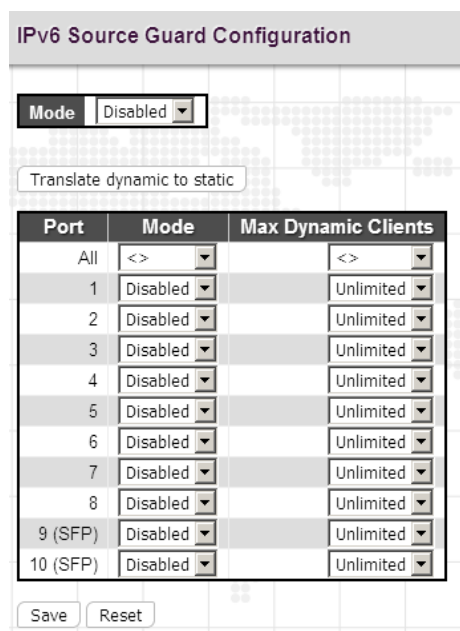 IPv6 Source Guard Configuration
Mode Disabled
Translate dynamic to static
Port Mode Max Dynamic Clients
All <> <>
1 Disabled Unlimited
2 Disabled Unlimited
3 Disabled Unlimited
4 Disabled Unlimited
5 Disabled Unlimited
6 Disabled Unlimited
7 Disabled Unlimited
8 Disabled Unlimited
9 (SFP) Disabled Unlimited
10 (SFP) Disabled Unlimited
Save Reset